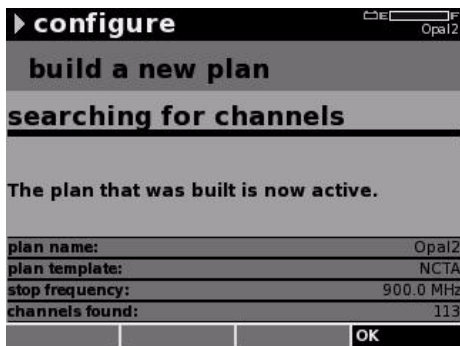 configure
E F
Opal2
build a new plan
searching for channels
The plan that was built is now active.
plan name: Opal2
plan template: NCTA
stop frequency: 900.0 MHz
channels found: 113
OK